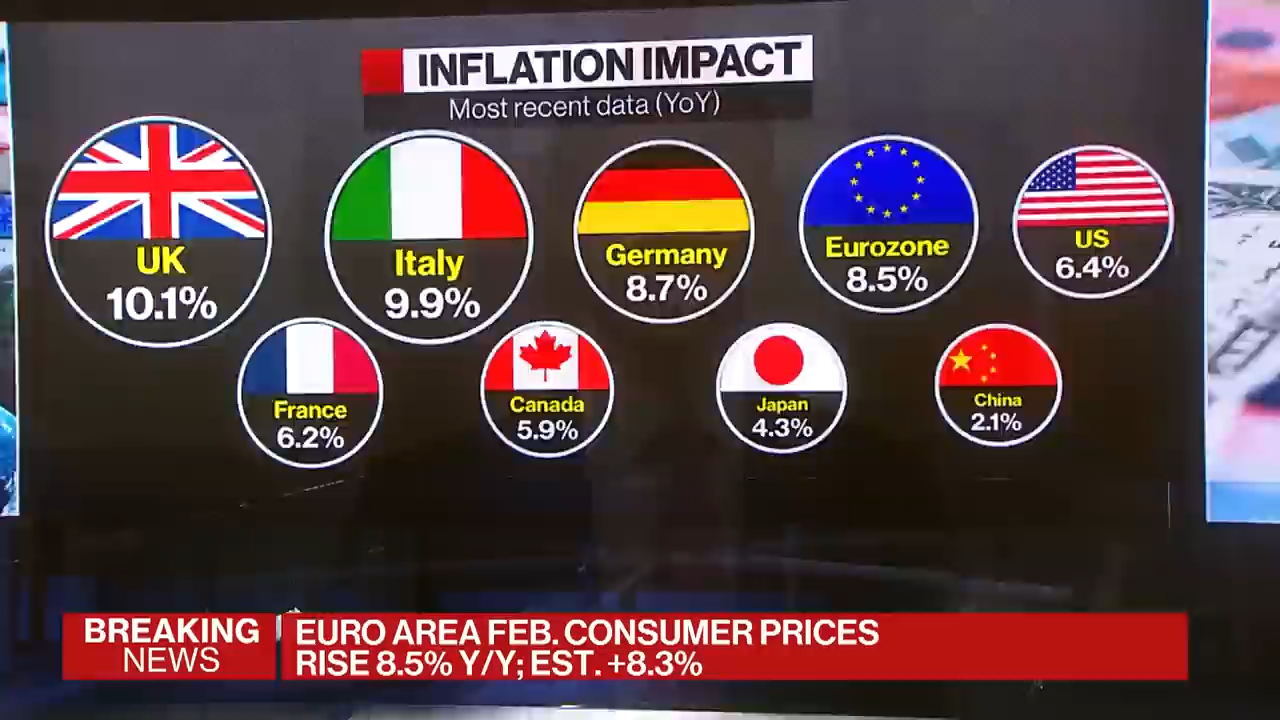 INFLATION IMPACT
Most recent data (YoY)
UK
10.1%
Italy
9.9%
Germany
8.7%
Eurozone
8.5%
US
6.4%
France
6.2%
Canada
5.9%
Japan
4.3%
China
2.1%
BREAKING
NEWS
EURO AREA FEB. CONSUMER PRICES
RISE 8.5% Y/Y; EST. +8.3%